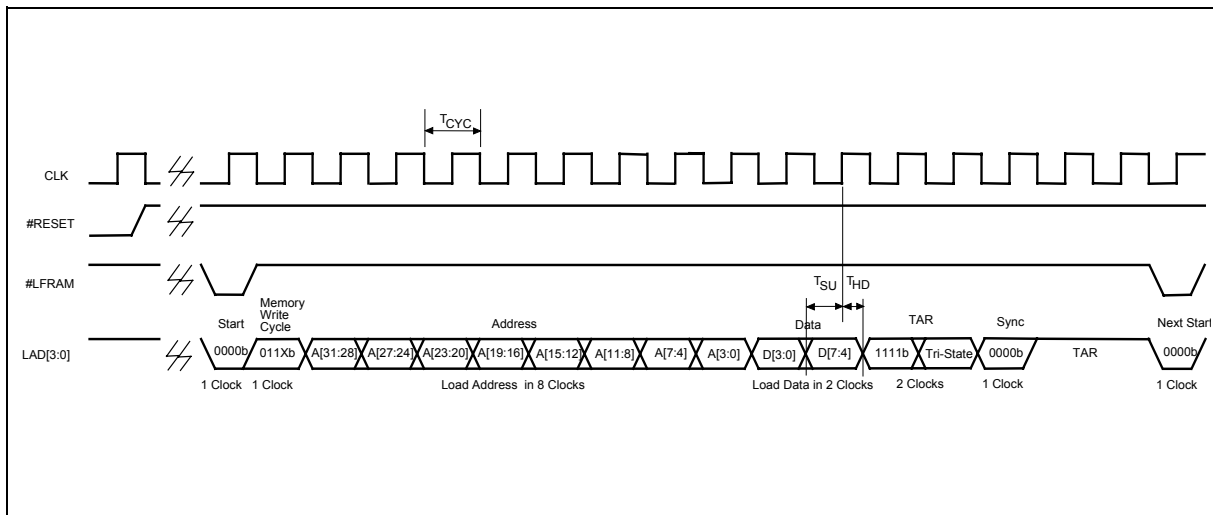 TCYC
CLK
#RESET
#LFRAM
TSU THD
Memory
Write
Cycle
Start Address Data TAR Sync Next Start
LAD[3:0] 0000b 011Xb A[31:28] A[27:24] A[23:20] A[19:16] A[15:12] A[11:8] A[7:4] A[3:0] D[3:0] D[7:4] 1111b Tri-State 0000b TAR 0000b
1 Clock 1 Clock Load Address in 8 Clocks Load Data in 2 Clocks 2 Clocks 1 Clock 1 Clock